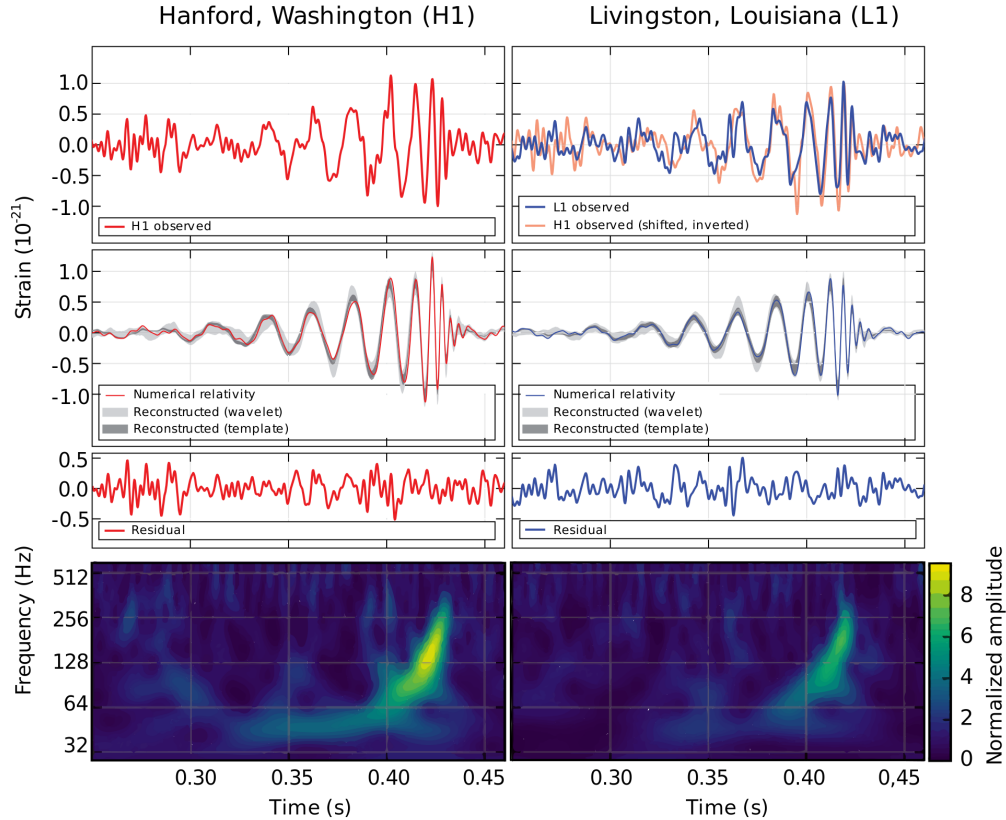 Hanford, Washington (H1)
Livingston, Louisiana (L1)
Strain (10⁻²¹)
1.0
0.5
0.0
-0.5
-1.0
H1 observed
L1 observed
H1 observed (shifted, inverted)
1.0
0.5
0.0
-0.5
-1.0
Numerical relativity
Reconstructed (wavelet)
Reconstructed (template)
Numerical relativity
Reconstructed (wavelet)
Reconstructed (template)
0.5
0.0
-0.5
Residual
Residual
Frequency (Hz)
512
256
128
64
32
Normalized amplitude
8
6
4
2
0
0.30 0.35 0.40 0.45
0.30 0.35 0.40 0,45
Time (s)
Time (s)